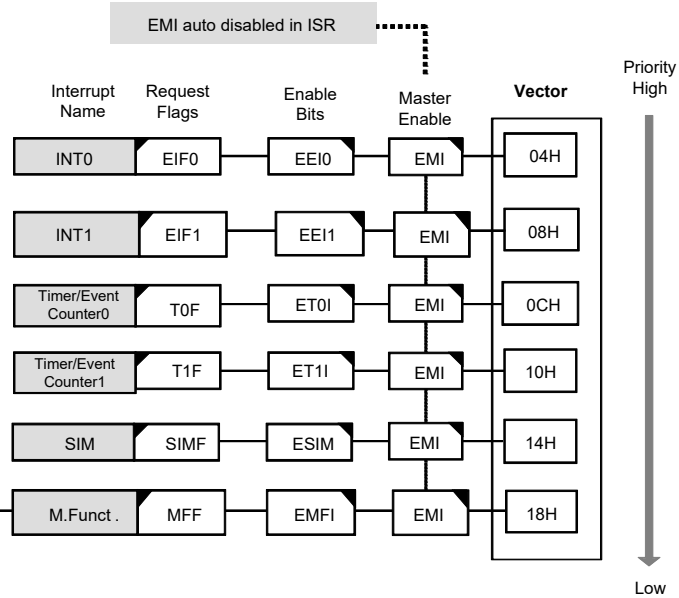 EMI auto disabled in ISR
Priority
High
Interrupt
Name
Request
Flags
Enable
Bits
Master
Enable
Vector
INT0 EIF0 EEI0 EMI 04H
INT1 EIF1 EEI1 EMI 08H
Timer/Event
Counter0
T0F ET0I EMI 0CH
Timer/Event
Counter1
T1F ET1I EMI 10H
SIM SIMF ESIM EMI 14H
M.Funct . MFF EMFI EMI 18H
Low